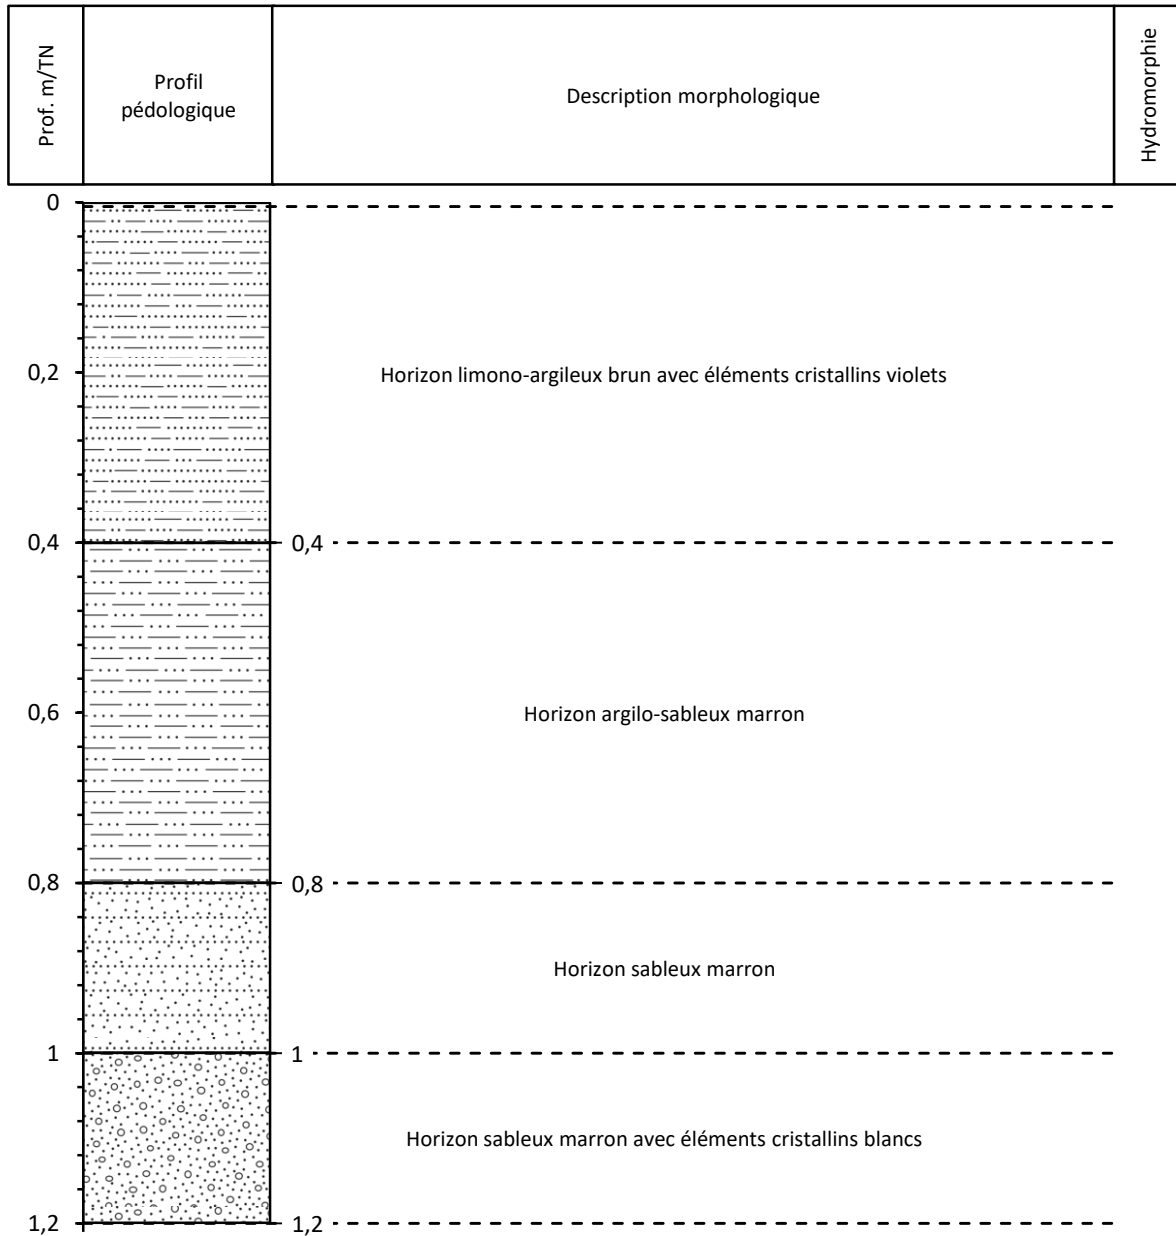 Prof. m/TN
Profil
pédologique
Description morphologique
Hydromorphie
0
0,2
Horizon limono-argileux brun avec éléments cristallins violets
0,4
0,4
0,6
Horizon argilo-sableux marron
0,8
0,8
Horizon sableux marron
1
1
Horizon sableux marron avec éléments cristallins blancs
1,2
1,2